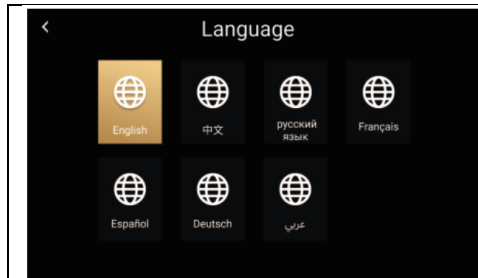 Language
English
中文
русский
язык
Français
Español
Deutsch
عربي